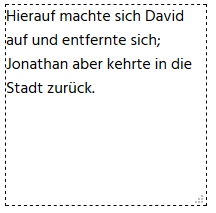 Hierauf machte sich David
auf und entfernte sich;
Jonathan aber kehrte in die
Stadt zurück.